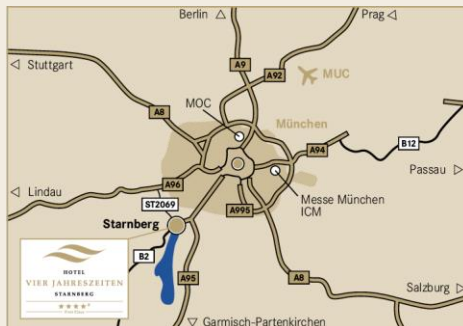 Berlin
Prag
Stuttgart
A9
A92
MUC
A8
MOC
München
A94
B12
Passau
A96
Lindau
ST2069
Messe München
ICM
Starnberg
A995
HOTEL
VIER JAHRESZEITEN
STARNBERG
B2
A95
A8
Salzburg
Garmisch-Partenkirchen